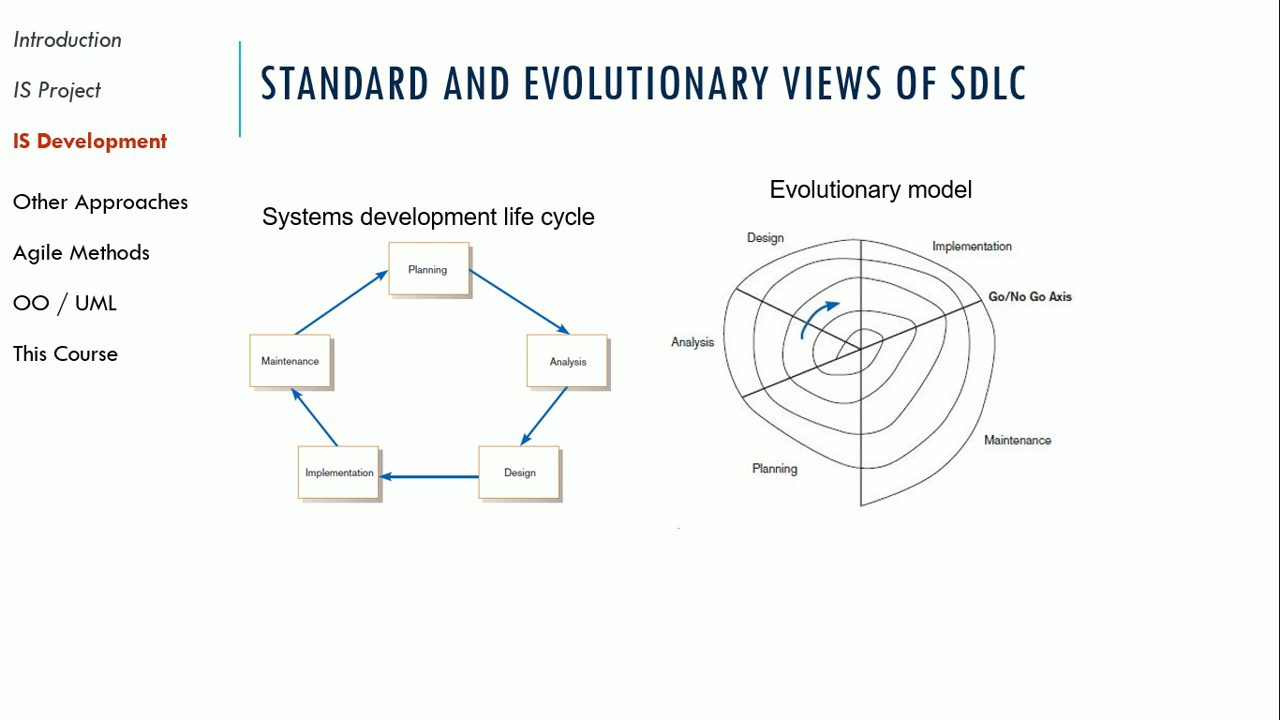 Introduction
IS Project
IS Development
Other Approaches
Agile Methods
OO / UML
This Course
STANDARD AND EVOLUTIONARY VIEWS OF SDLC
Systems development life cycle
Planning
Analysis
Design
Implementation
Maintenance
Evolutionary model
Design
Implementation
Go/No Go Axis
Analysis
Maintenance
Planning